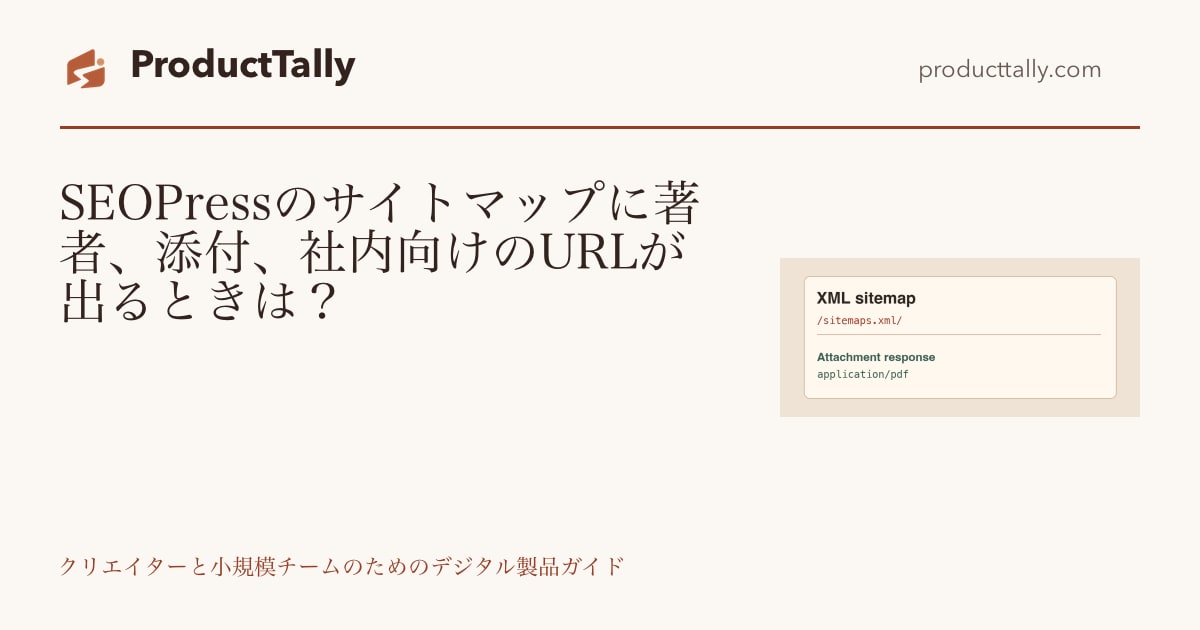 ProductTally
producttally.com
SEOPressのサイトマップに著
者、添付、社内向けのURLが
出るときは？
XML sitemap
/sitemaps.xml/
Attachment response
application/pdf
クリエイターと小規模チームのためのデジタル製品ガイド